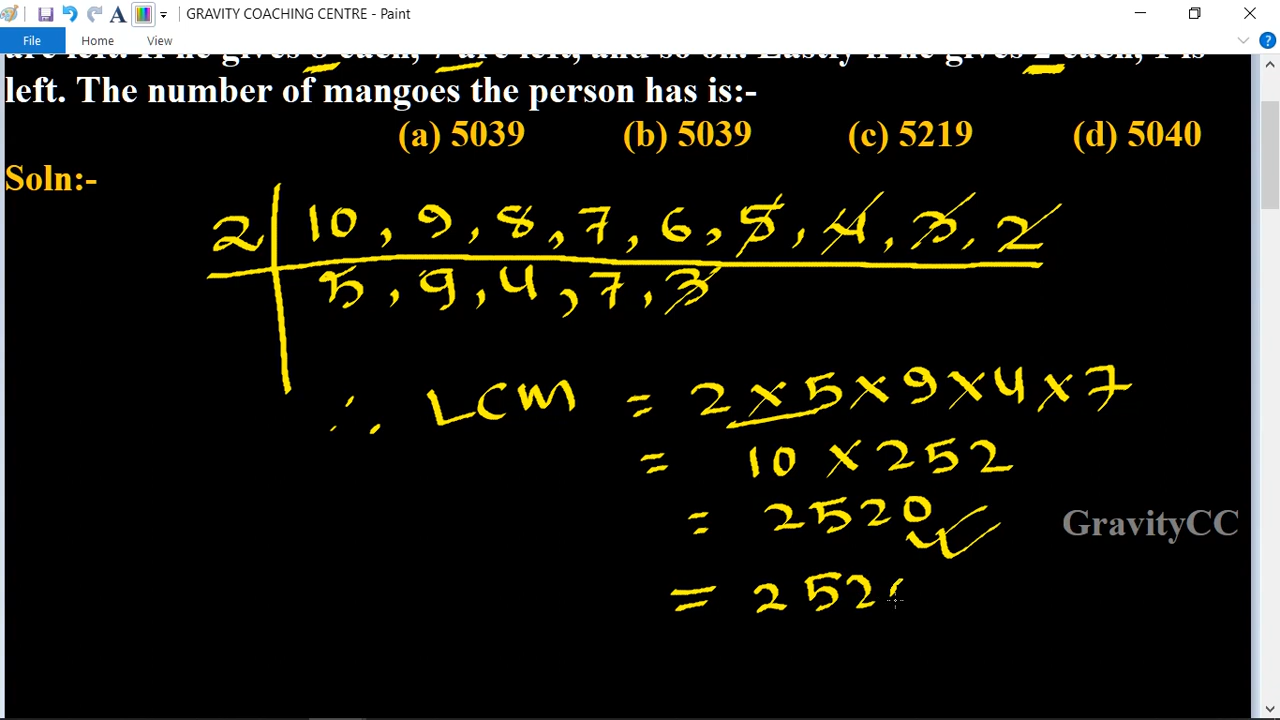 GRAVITY COACHING CENTRE - Paint
File Home View
left. The number of mangoes the person has is:-
(a) 5039 (b) 5039 (c) 5219 (d) 5040
Soln:-
2 10, 9, 8, 7, 6, 5, 4, 3, 2
5, 9, 4, 7, 3
∴ LCM = 2 × 5 × 9 × 4 × 7
= 10 × 252
= 2520
GravityCC
= 252